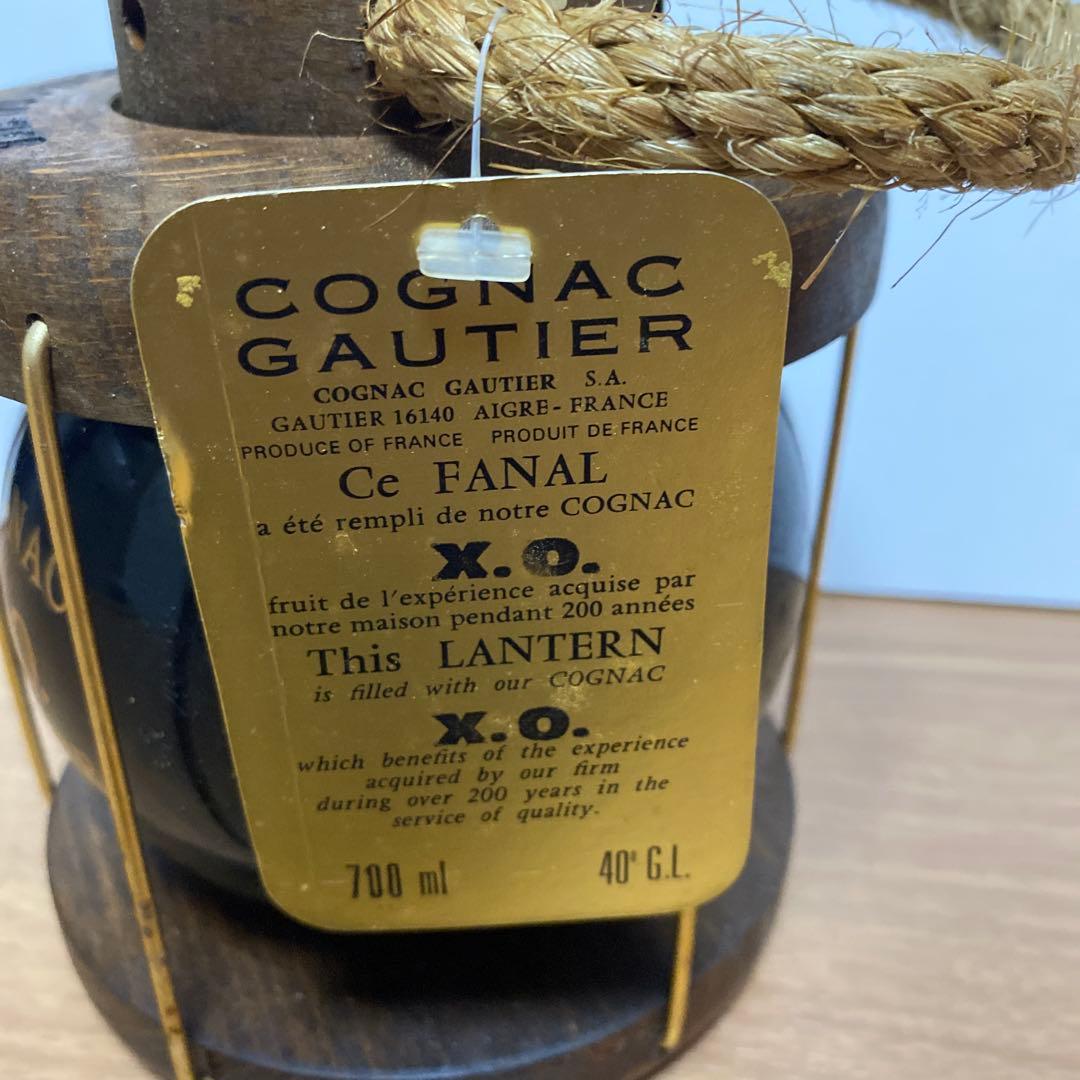 COGNAC
GAUTIER
COGNAC GAUTIER S.A.
GAUTIER 16140 AIGRE - FRANCE
PRODUCE OF FRANCE PRODUIT DE FRANCE
Ce FANAL
a été rempli de notre COGNAC
X.O.
fruit de l'expérience acquise par
notre maison pendant 200 années
This LANTERN
is filled with our COGNAC
X.O.
which benefits of the experience
acquired by our firm
during over 200 years in the
service of quality.
700 ml 40° G.L.